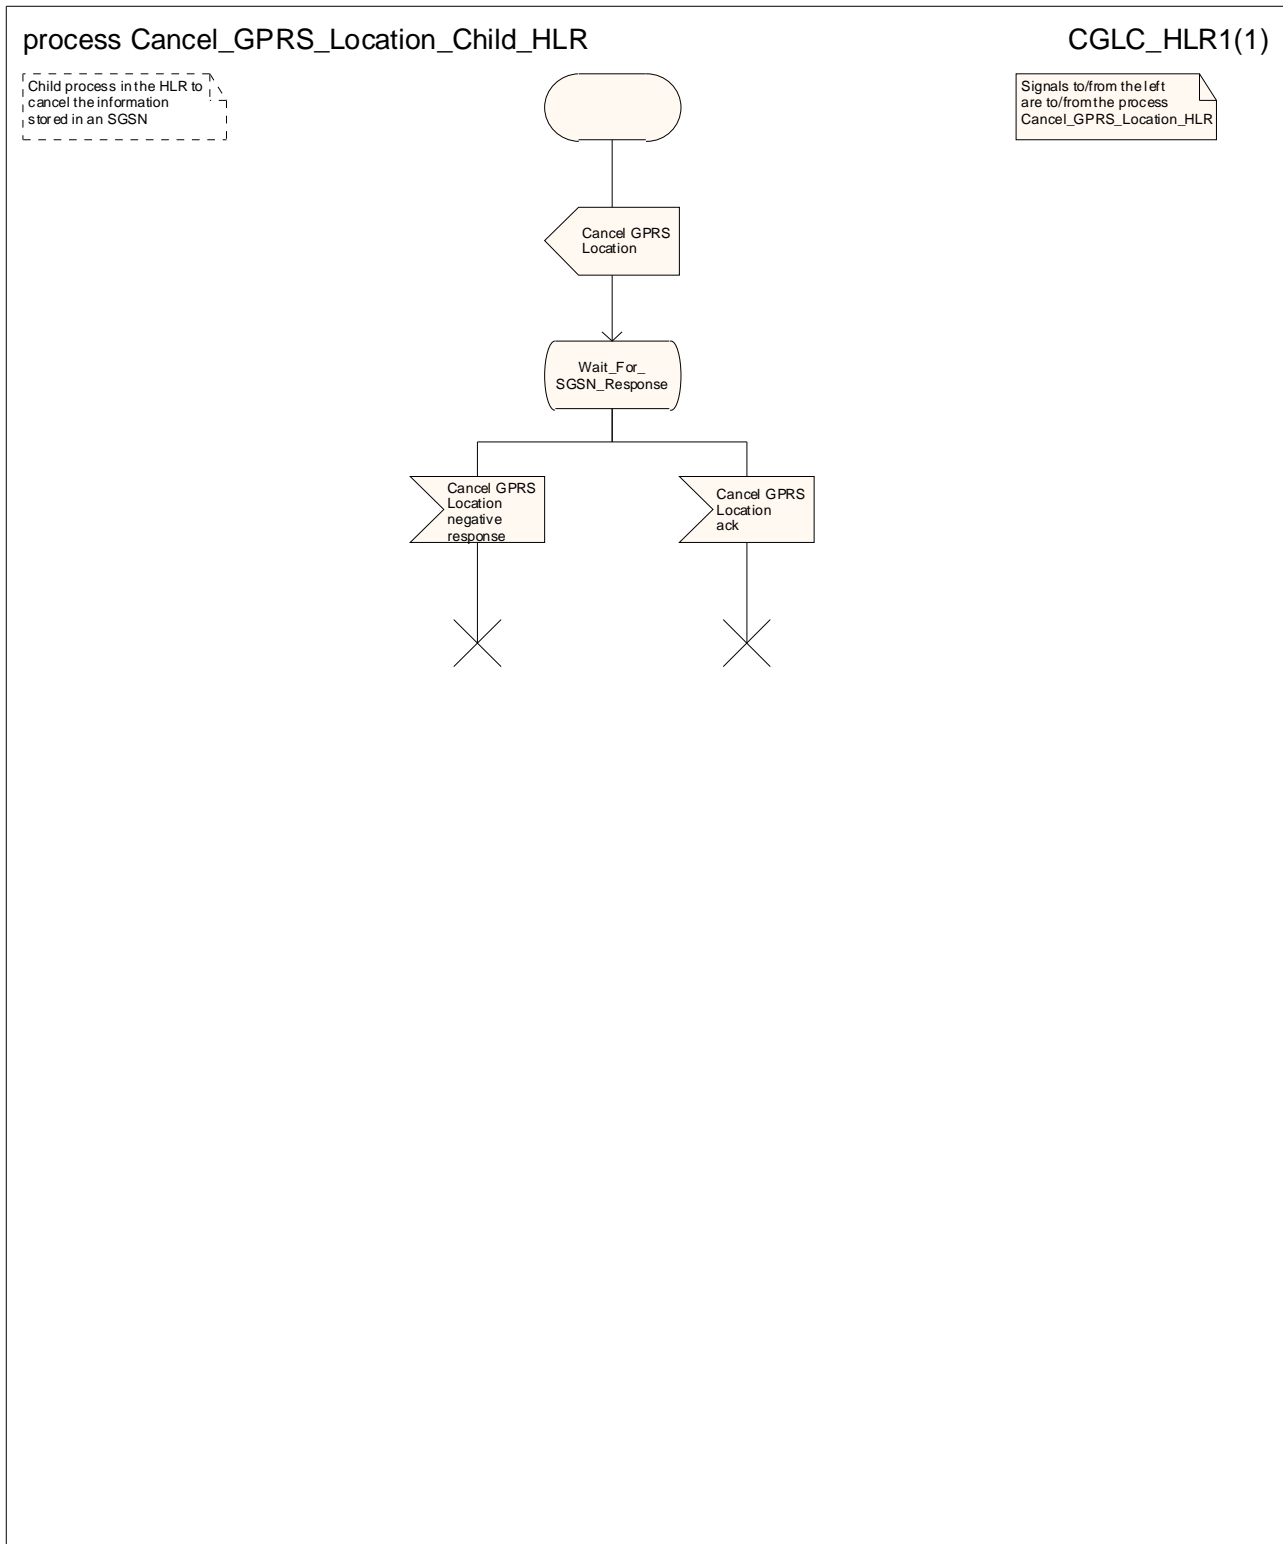 process Cancel_GPRS_Location_Child_HLR
CGLC_HLR1(1)
Child process in the HLR to
cancel the information
stored in an SGSN
Signals to/from the left
are to/from the process
Cancel_GPRS_Location_HLR
Cancel GPRS
Location
Wait_For_
SGSN_Response
Cancel GPRS
Location
negative
response
Cancel GPRS
Location
ack